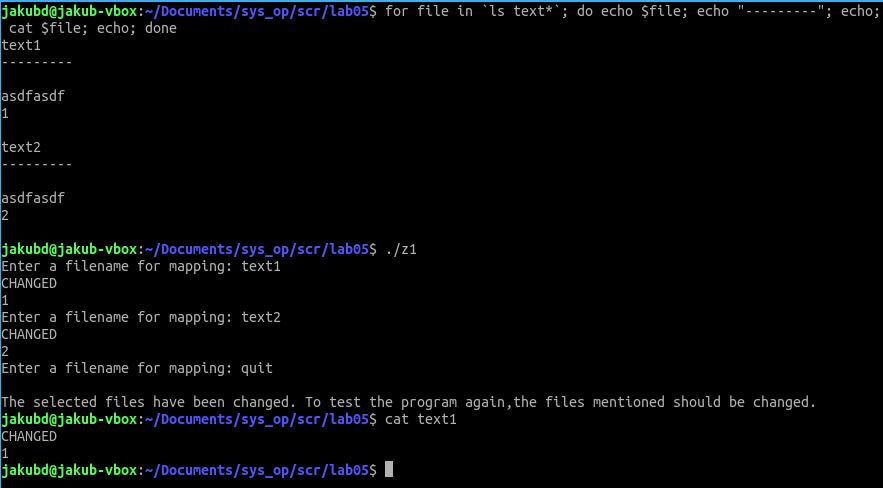 jakubd@jakub-vbox:~/Documents/sys_op/scr/lab05$ for file in `ls text*`; do echo $file; echo "---------"; echo;
 cat $file; echo; done
text1
---------

asdfasdf
1

text2
---------

asdfasdf
2

jakubd@jakub-vbox:~/Documents/sys_op/scr/lab05$ ./z1
Enter a filename for mapping: text1
CHANGED
1
Enter a filename for mapping: text2
CHANGED
2
Enter a filename for mapping: quit

The selected files have been changed. To test the program again,the files mentioned should be changed.
jakubd@jakub-vbox:~/Documents/sys_op/scr/lab05$ cat text1
CHANGED
1
jakubd@jakub-vbox:~/Documents/sys_op/scr/lab05$